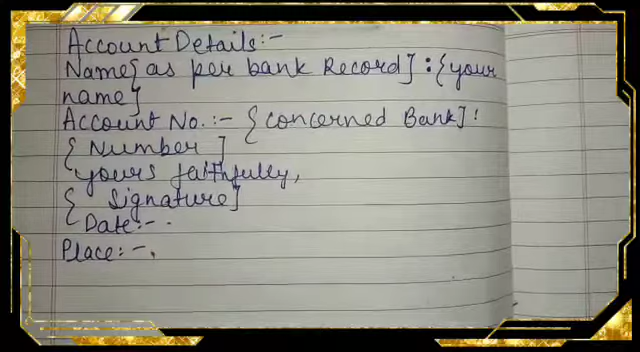 Account Details:-
Name{as per bank Record]:{your
name}
Account No.:- {concerned Bank]:
{ Number ]
yours faithfully,
{ Signature]
Date:-.
Place:-.